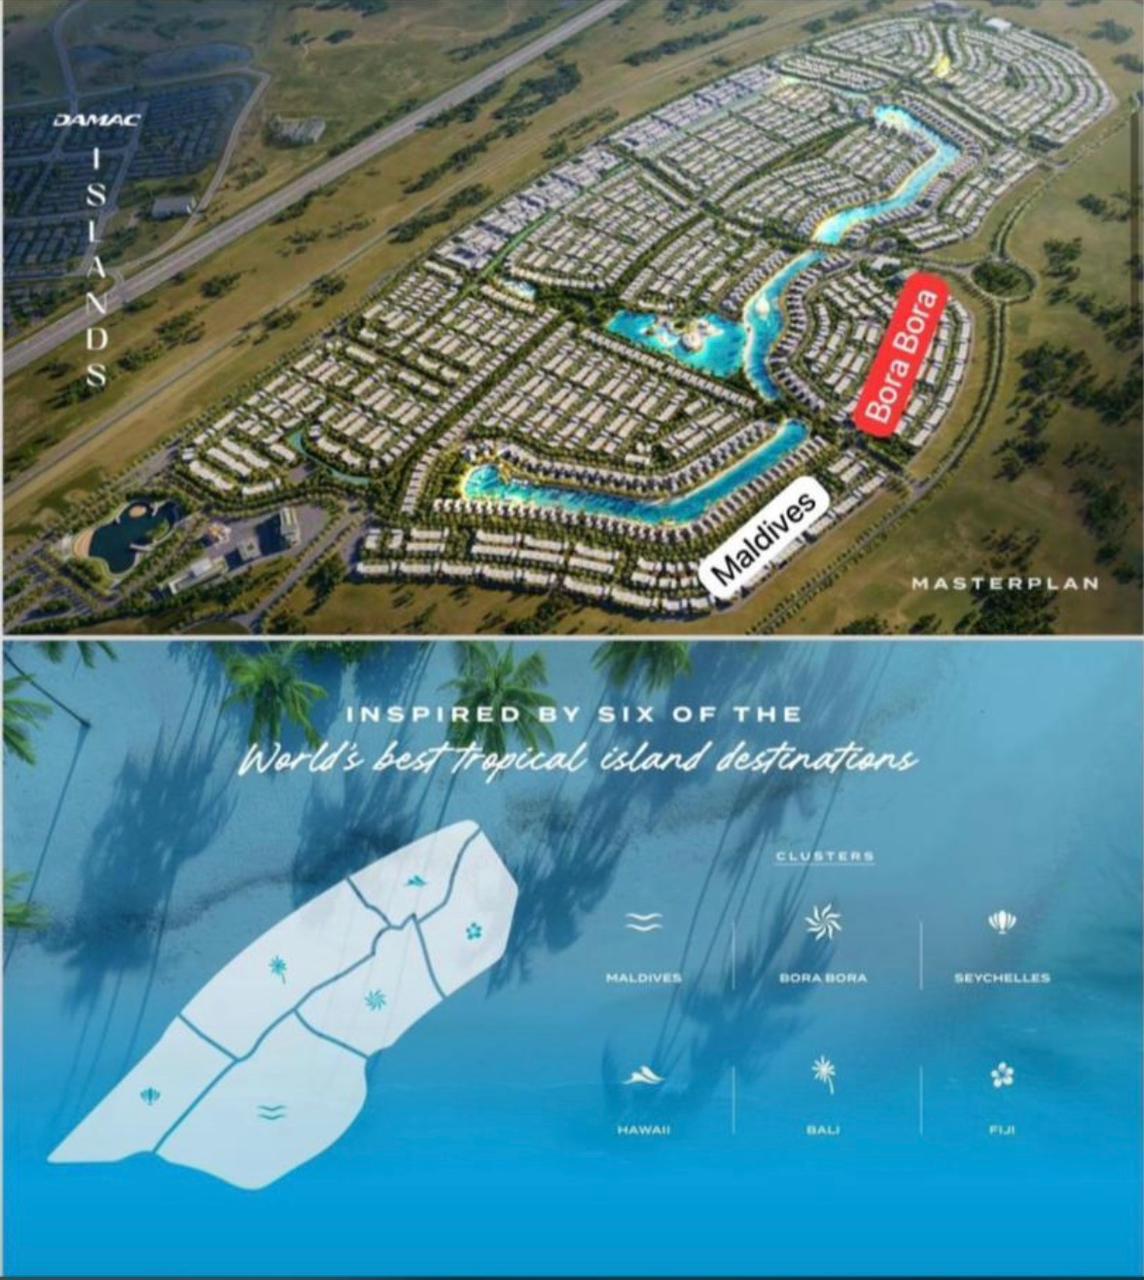 DAMAC
ISLANDS
Bora Bora
Maldives
MASTERPLAN
INSPIRED BY SIX OF THE
World's best tropical island destinations
CLUSTERS
MALDIVES
BORA BORA
SEYCHELLES
HAWAII
BALI
FIJI